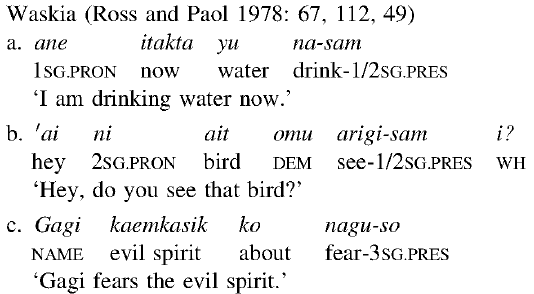 Waskia (Ross and Paol 1978: 67, 112, 49)
a. ane itakta yu na-sam
1SG.PRON now water drink-1/2SG.PRES
‘I am drinking water now.’
b. 'ai ni ait omu arigi-sam i?
hey 2SG.PRON bird DEM see-1/2SG.PRES WH
‘Hey, do you see that bird?’
c. Gagi kaemkasik ko nagu-so
NAME evil spirit about fear-3SG.PRES
‘Gagi fears the evil spirit.’